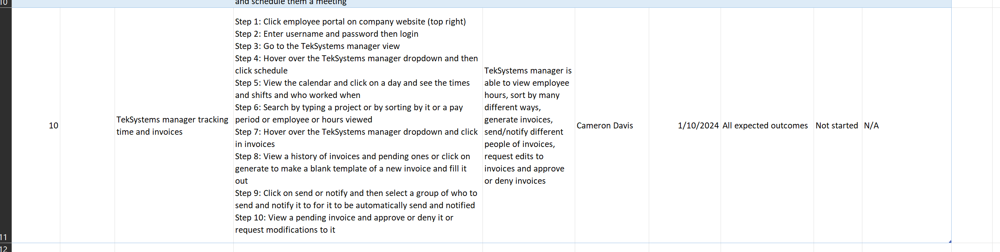 10
and schedule them a meeting
10
TekSystems manager tracking
time and invoices
Step 1: Click employee portal on company website (top right)
Step 2: Enter username and password then login
Step 3: Go to the TekSystems manager view
Step 4: Hover over the TekSystems manager dropdown and then
click schedule
Step 5: View the calendar and click on a day and see the times
and shifts and who worked when
Step 6: Search by typing a project or by sorting by it or a pay
period or employee or hours viewed
Step 7: Hover over the TekSystems manager dropdown and click
in invoices
Step 8: View a history of invoices and pending ones or click on
generate to make a blank template of a new invoice and fill it
out
Step 9: Click on send or notify and then select a group of who to
send and notify it to for it to be automatically send and notified
Step 10: View a pending invoice and approve or deny it or
request modifications to it
TekSystems manager is
able to view employee
hours, sort by many
different ways,
generate invoices,
send/notify different
people of invoices,
request edits to
invoices and approve
or deny invoices
Cameron Davis
1/10/2024
All expected outcomes
Not started
N/A
11
12